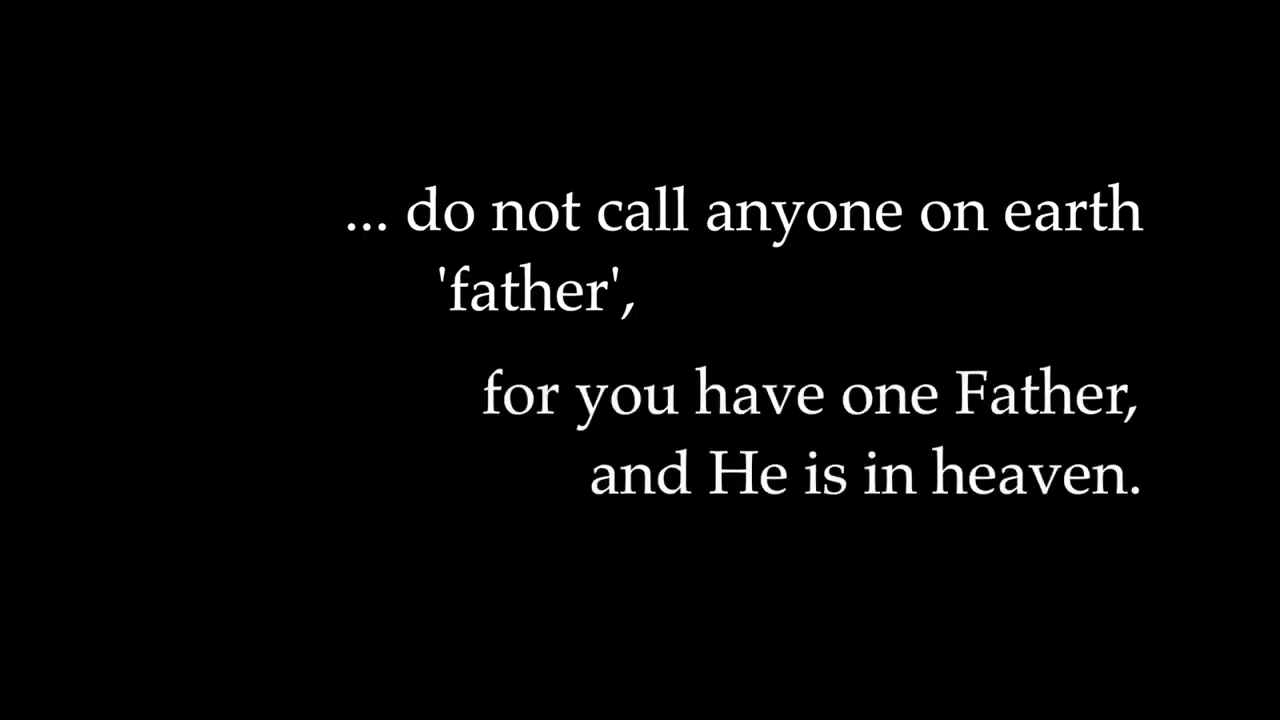 ... do not call anyone on earth
'father',
for you have one Father,
and He is in heaven.